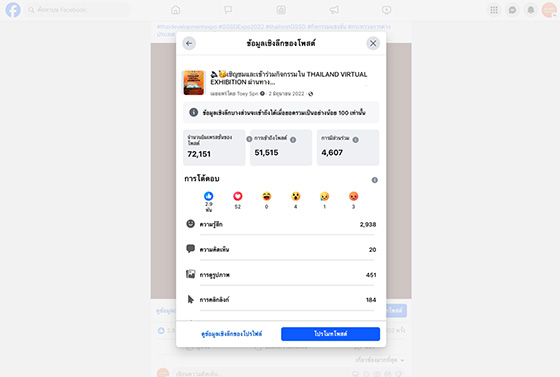 ค้นหาบน Facebook
ข้อมูลเชิงลึกของโพสต์
เชิญชมและเข้าร่วมกิจกรรมใน THAILAND VIRTUAL
EXHIBITION ผ่านทาง...
เผยแพร่โดย Toey Spn · 2 มิถุนายน 2022 ·
ข้อมูลเชิงลึกบางส่วนจะเข้าถึงได้เมื่อยอดรวมเป็นอย่างน้อย 100 เท่านั้น
จำนวนอิมเพรสชั่นของ
โพสต์
72,151
การเข้าถึงโพสต์
51,515
การมีส่วนร่วม
4,607
การโต้ตอบ
2.9
พัน
52
0
4
1
3
ความรู้สึก 2,938
ความคิดเห็น 20
การดูรูปภาพ 451
การคลิกลิงก์ 184
ดูข้อมูลเชิงลึกของโปรไฟล์
โปรโมทโพสต์